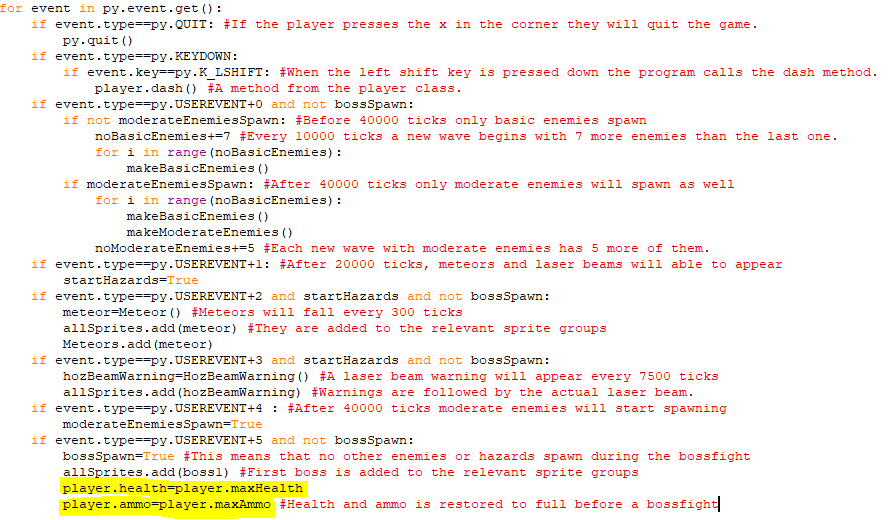 for event in py.event.get():
    if event.type==py.QUIT: #If the player presses the x in the corner they will quit the game.
        py.quit()
    if event.type==py.KEYDOWN:
        if event.key==py.K_LSHIFT: #When the left shift key is pressed down the program calls the dash method.
            player.dash() #A method from the player class.
    if event.type==py.USEREVENT+0 and not bossSpawn:
        if not moderateEnemiesSpawn: #Before 40000 ticks only basic enemies spawn
            noBasicEnemies+=7 #Every 10000 ticks a new wave begins with 7 more enemies than the last one.
            for i in range(noBasicEnemies):
                makeBasicEnemies()
        if moderateEnemiesSpawn: #After 40000 ticks only moderate enemies will spawn as well
            for i in range(noBasicEnemies):
                makeBasicEnemies()
                makeModerateEnemies()
            noModerateEnemies+=5 #Each new wave with moderate enemies has 5 more of them.
    if event.type==py.USEREVENT+1: #After 20000 ticks, meteors and laser beams will able to appear
        startHazards=True
    if event.type==py.USEREVENT+2 and startHazards and not bossSpawn:
        meteor=Meteor() #Meteors will fall every 300 ticks
        allSprites.add(meteor) #They are added to the relevant sprite groups
        Meteors.add(meteor)
    if event.type==py.USEREVENT+3 and startHazards and not bossSpawn:
        hozBeamWarning=HozBeamWarning() #A laser beam warning will appear every 7500 ticks
        allSprites.add(hozBeamWarning) #Warnings are followed by the actual laser beam.
    if event.type==py.USEREVENT+4 : #After 40000 ticks moderate enemies will start spawning
        moderateEnemiesSpawn=True
    if event.type==py.USEREVENT+5 and not bossSpawn:
        bossSpawn=True #This means that no other enemies or hazards spawn during the bossfight
        allSprites.add(boss1) #First boss is added to the relevant sprite groups
        player.health=player.maxHealth
        player.ammo=player.maxAmmo #Health and ammo is restored to full before a bossfight